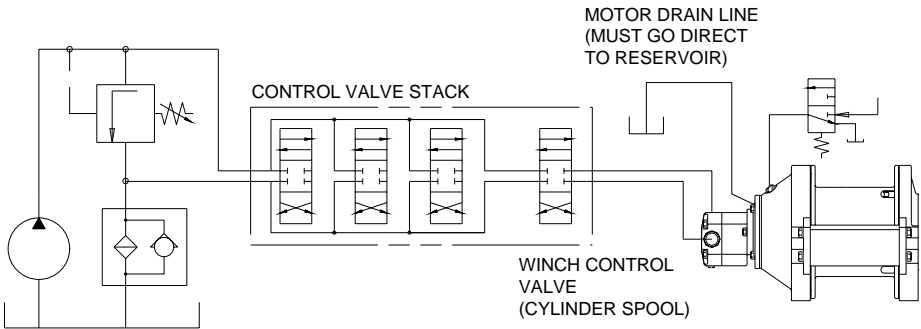 MOTOR DRAIN LINE
(MUST GO DIRECT
TO RESERVOIR)
CONTROL VALVE STACK
WINCH CONTROL
VALVE
(CYLINDER SPOOL)